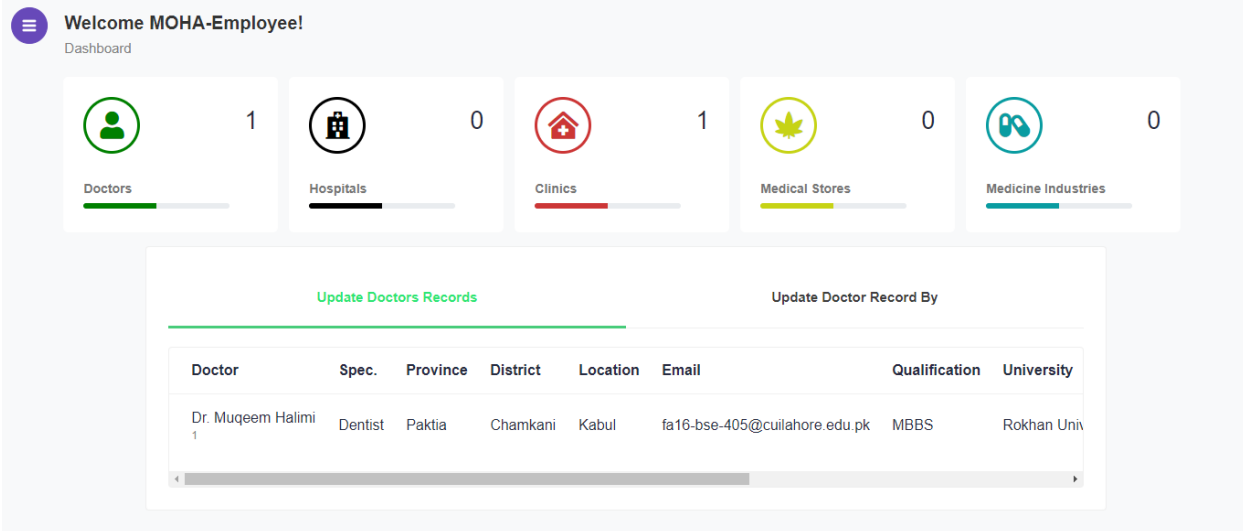 Welcome MOHA-Employee!
Dashboard
1
0
1
0
0
Doctors
Hospitals
Clinics
Medical Stores
Medicine Industries
Update Doctors Records
Update Doctor Record By
Doctor Spec. Province District Location Email Qualification University
Dr. Muqeem Halimi Dentist Paktia Chamkani Kabul fa16-bse-405@cuilahore.edu.pk MBBS Rokhan Univ
1